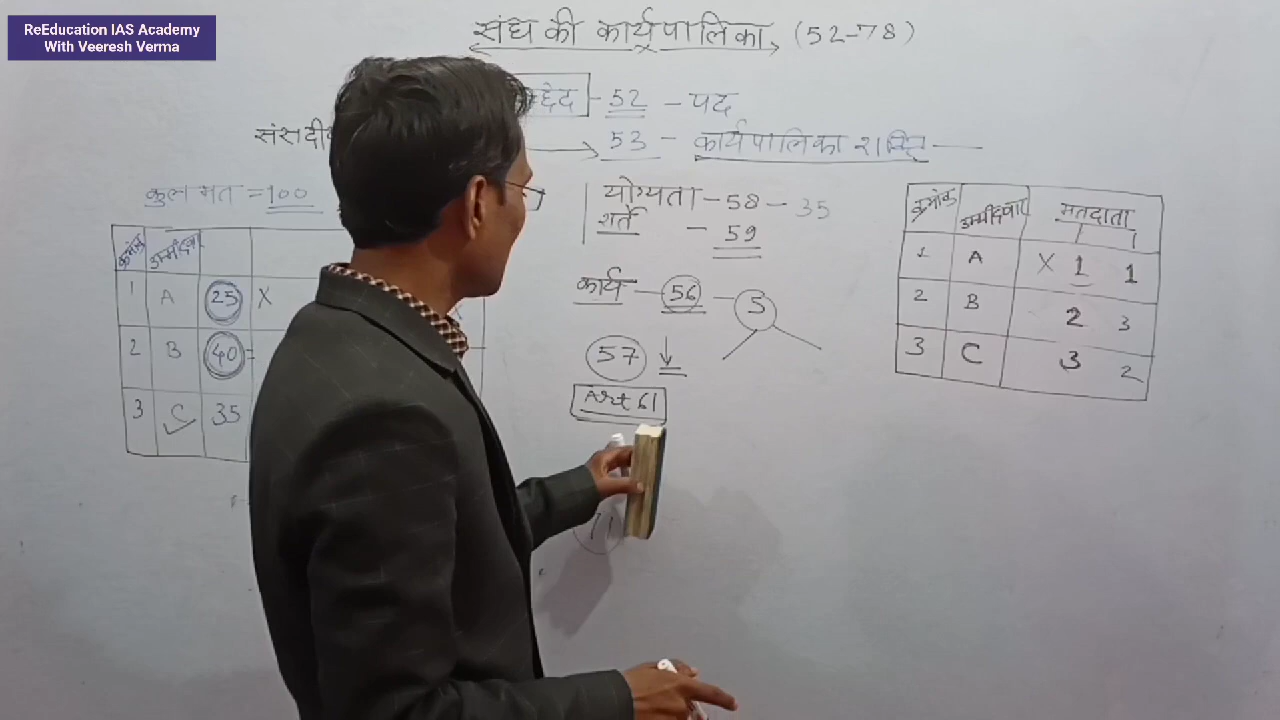 ReEducation IAS Academy
With Veeresh Verma
संघ की कार्यपालिका, (52-78)
- 52 - पद
संसदी
53 - कार्यपालिका
कुल मत = 100
योग्यता - 58 - 35
शर्ते - 59
कार्य - 56 - 5
57
Art 61
उम्मीदवार
1 A 25 X
2 B 40 =
3 C 35
क्रमांक उम्मीदवार मतदाता
1 A X 1 1
2 B 2 3
3 C 3 2